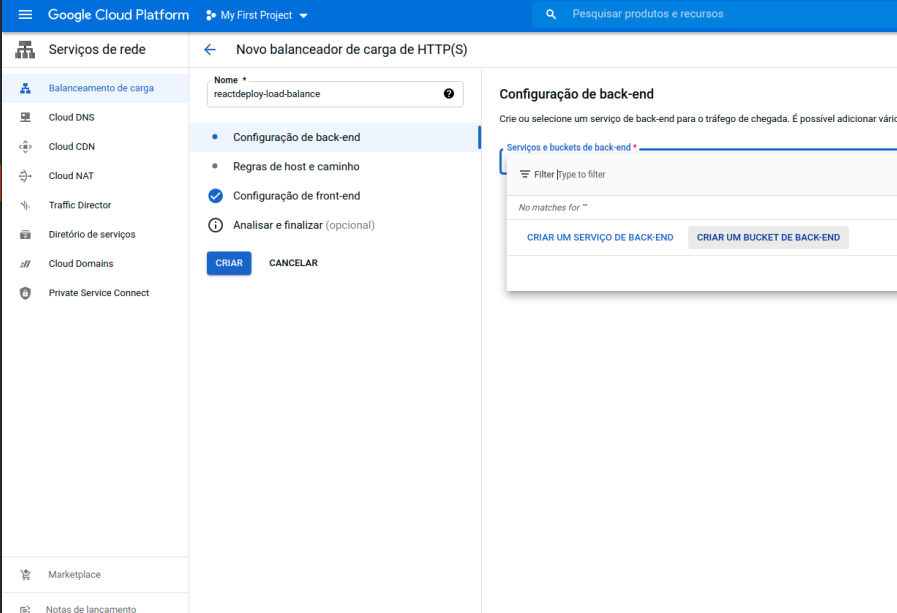 Google Cloud Platform
My First Project
Pesquisar produtos e recursos
Serviços de rede
Novo balanceador de carga de HTTP(S)
Balanceamento de carga
Cloud DNS
Cloud CDN
Cloud NAT
Traffic Director
Diretório de serviços
Cloud Domains
Private Service Connect
Marketplace
Notas de lançamento
Nome *
reactdeploy-load-balance
Configuração de back-end
Regras de host e caminho
Configuração de front-end
Analisar e finalizar (opcional)
CRIAR CANCELAR
Configuração de back-end
Crie ou selecione um serviço de back-end para o tráfego de chegada. É possível adicionar vário
Serviços e buckets de back-end *
Filter Type to filter
No matches for ""
CRIAR UM SERVIÇO DE BACK-END CRIAR UM BUCKET DE BACK-END